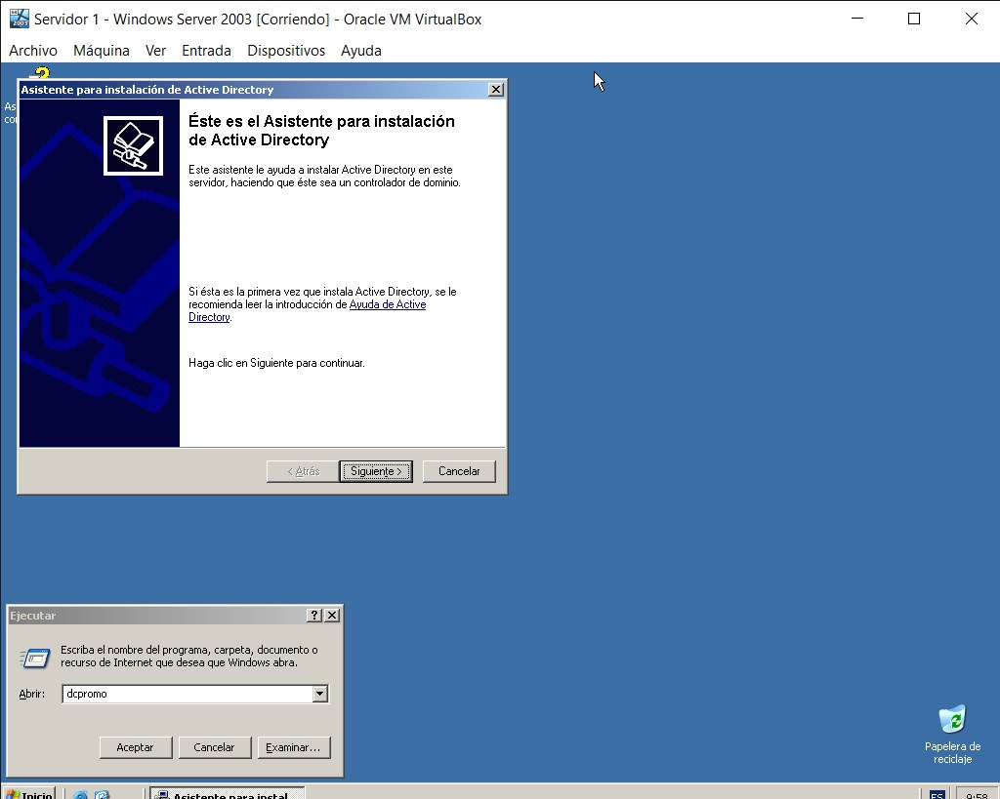 Servidor 1 - Windows Server 2003 [Corriendo] - Oracle VM VirtualBox
Archivo Máquina Ver Entrada Dispositivos Ayuda
Asistente para instalación de Active Directory
Éste es el Asistente para instalación
de Active Directory
Este asistente le ayuda a instalar Active Directory en este
servidor, haciendo que éste sea un controlador de dominio.
Si ésta es la primera vez que instala Active Directory, se le
recomienda leer la introducción de Ayuda de Active
Directory.
Haga clic en Siguiente para continuar.
< Atrás Siguiente > Cancelar
Ejecutar
Escriba el nombre del programa, carpeta, documento o
recurso de Internet que desea que Windows abra.
Abrir: dcpromo
Aceptar Cancelar Examinar...
Papelera de
reciclaje
Inicio Asistente para instal... ES 9:58